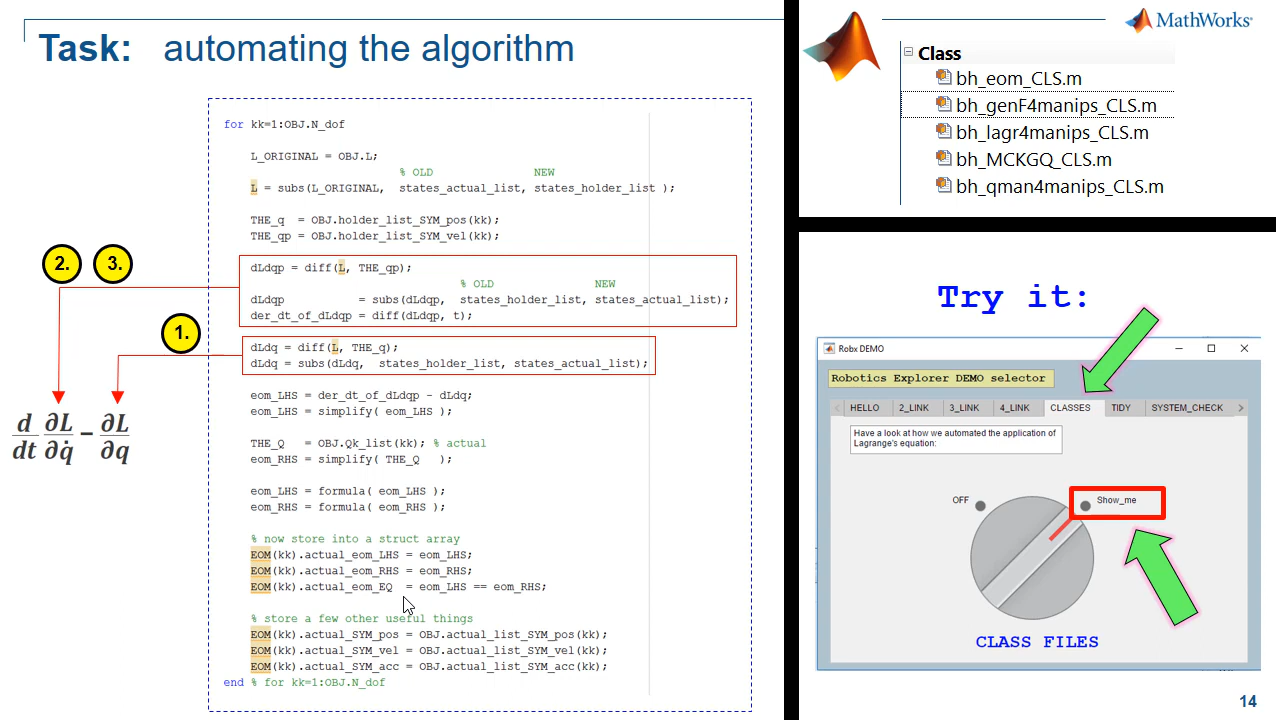 Task: automating the algorithm
for kk=1:OBJ.N_dof
L_ORIGINAL = OBJ.L;
% OLD NEW
L = subs(L_ORIGINAL, states_actual_list, states_holder_list );
THE_q = OBJ.holder_list_SYM_pos(kk);
THE_qp = OBJ.holder_list_SYM_vel(kk);
2. 3.
dLdqp = diff(L, THE_qp);
% OLD NEW
dLdqp = subs(dLdqp, states_holder_list, states_actual_list);
der_dt_of_dLdqp = diff(dLdqp, t);
1.
dLdq = diff(L, THE_q);
dLdq = subs(dLdq, states_holder_list, states_actual_list);
eom_LHS = der_dt_of_dLdqp - dLdq;
eom_LHS = simplify( eom_LHS );
d/dt ∂L/∂q̇ − ∂L/∂q
THE_Q = OBJ.Qk_list(kk); % actual
eom_RHS = simplify( THE_Q );
eom_LHS = formula( eom_LHS );
eom_RHS = formula( eom_RHS );
% now store into a struct array
EOM(kk).actual_eom_LHS = eom_LHS;
EOM(kk).actual_eom_RHS = eom_RHS;
EOM(kk).actual_eom_EQ = eom_LHS == eom_RHS;
% store a few other useful things
EOM(kk).actual_SYM_pos = OBJ.actual_list_SYM_pos(kk);
EOM(kk).actual_SYM_vel = OBJ.actual_list_SYM_vel(kk);
EOM(kk).actual_SYM_acc = OBJ.actual_list_SYM_acc(kk);
end % for kk=1:OBJ.N_dof
MathWorks®
Class
bh_eom_CLS.m
bh_genF4manips_CLS.m
bh_lagr4manips_CLS.m
bh_MCKGQ_CLS.m
bh_qman4manips_CLS.m
Try it:
Robx DEMO
Robotics Explorer DEMO selector
HELLO 2_LINK 3_LINK 4_LINK CLASSES TIDY SYSTEM_CHECK
Have a look at how we automated the application of
Lagrange's equation:
OFF Show_me
CLASS FILES
14